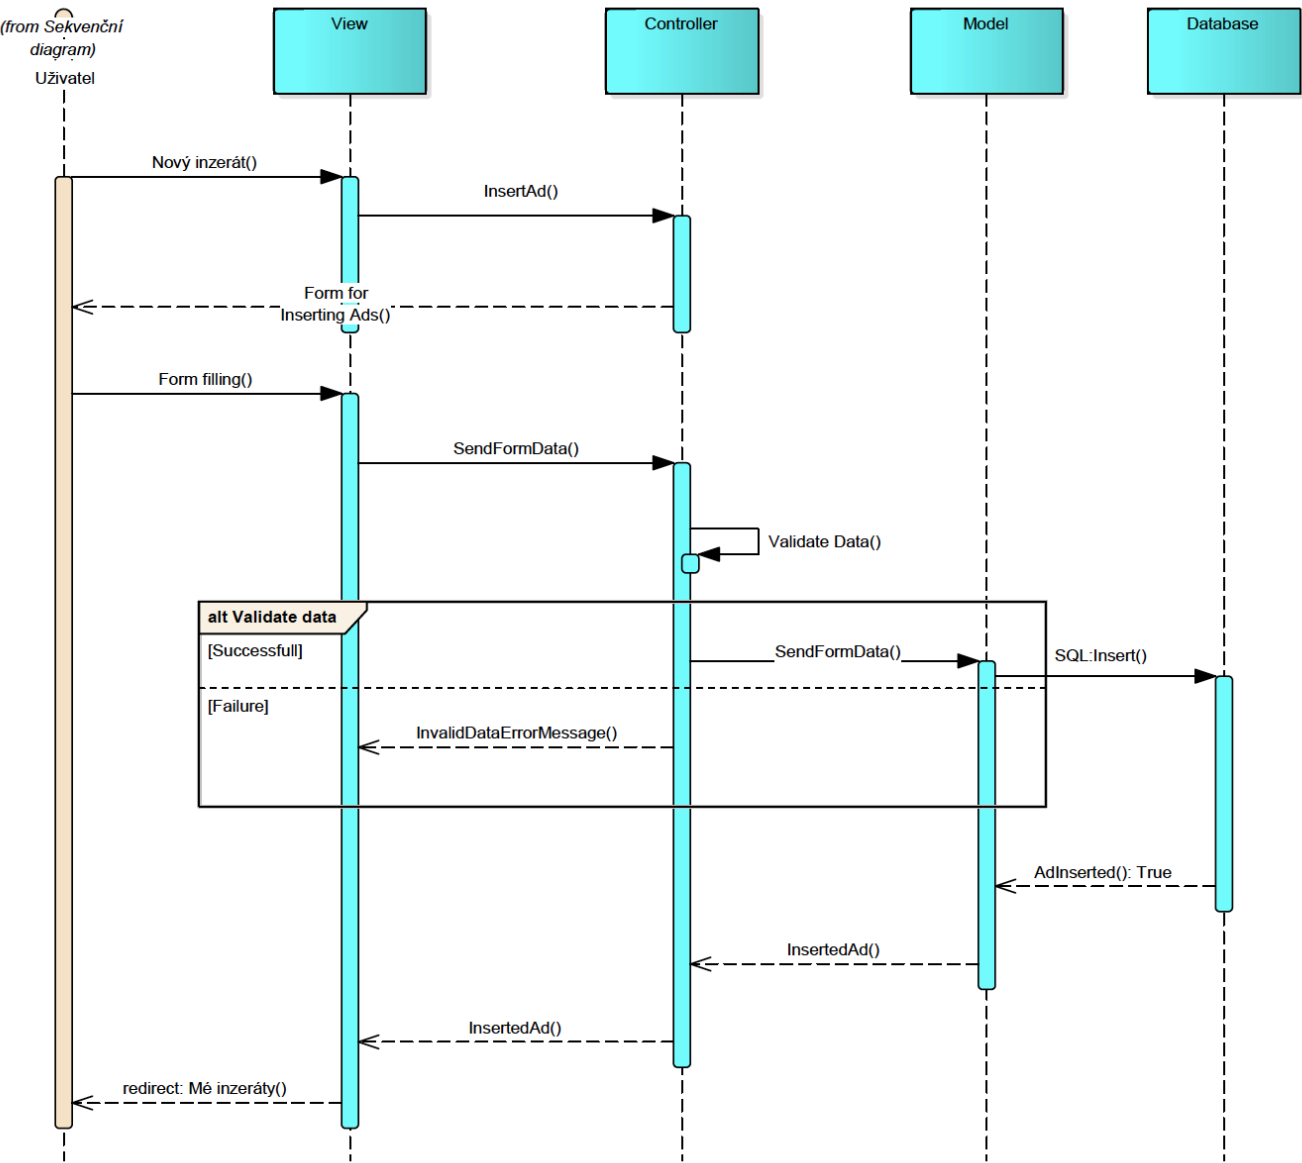 (from Sekvenční
diagram)
Uživatel
View
Controller
Model
Database
Nový inzerát()
InsertAd()
Form for
Inserting Ads()
Form filling()
SendFormData()
Validate Data()
alt Validate data
[Successfull]
SendFormData()
SQL:Insert()
[Failure]
InvalidDataErrorMessage()
AdInserted(): True
InsertedAd()
InsertedAd()
redirect: Mé inzeráty()